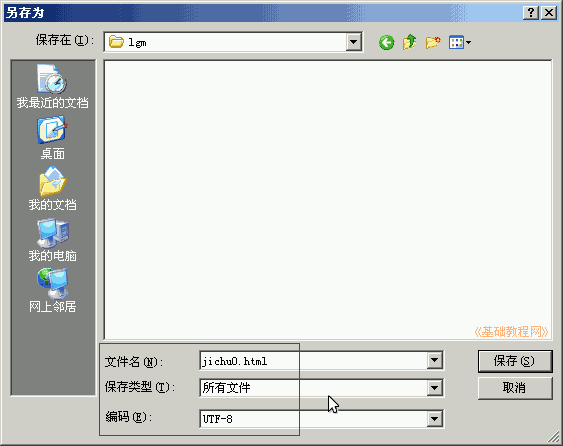 另存为
保存在(I):
lgm
我最近的文档
桌面
我的文档
我的电脑
网上邻居
《基础教程网》
文件名(N):
jichu0.html
保存(S)
保存类型(T):
所有文件
取消
编码(E):
UTF-8